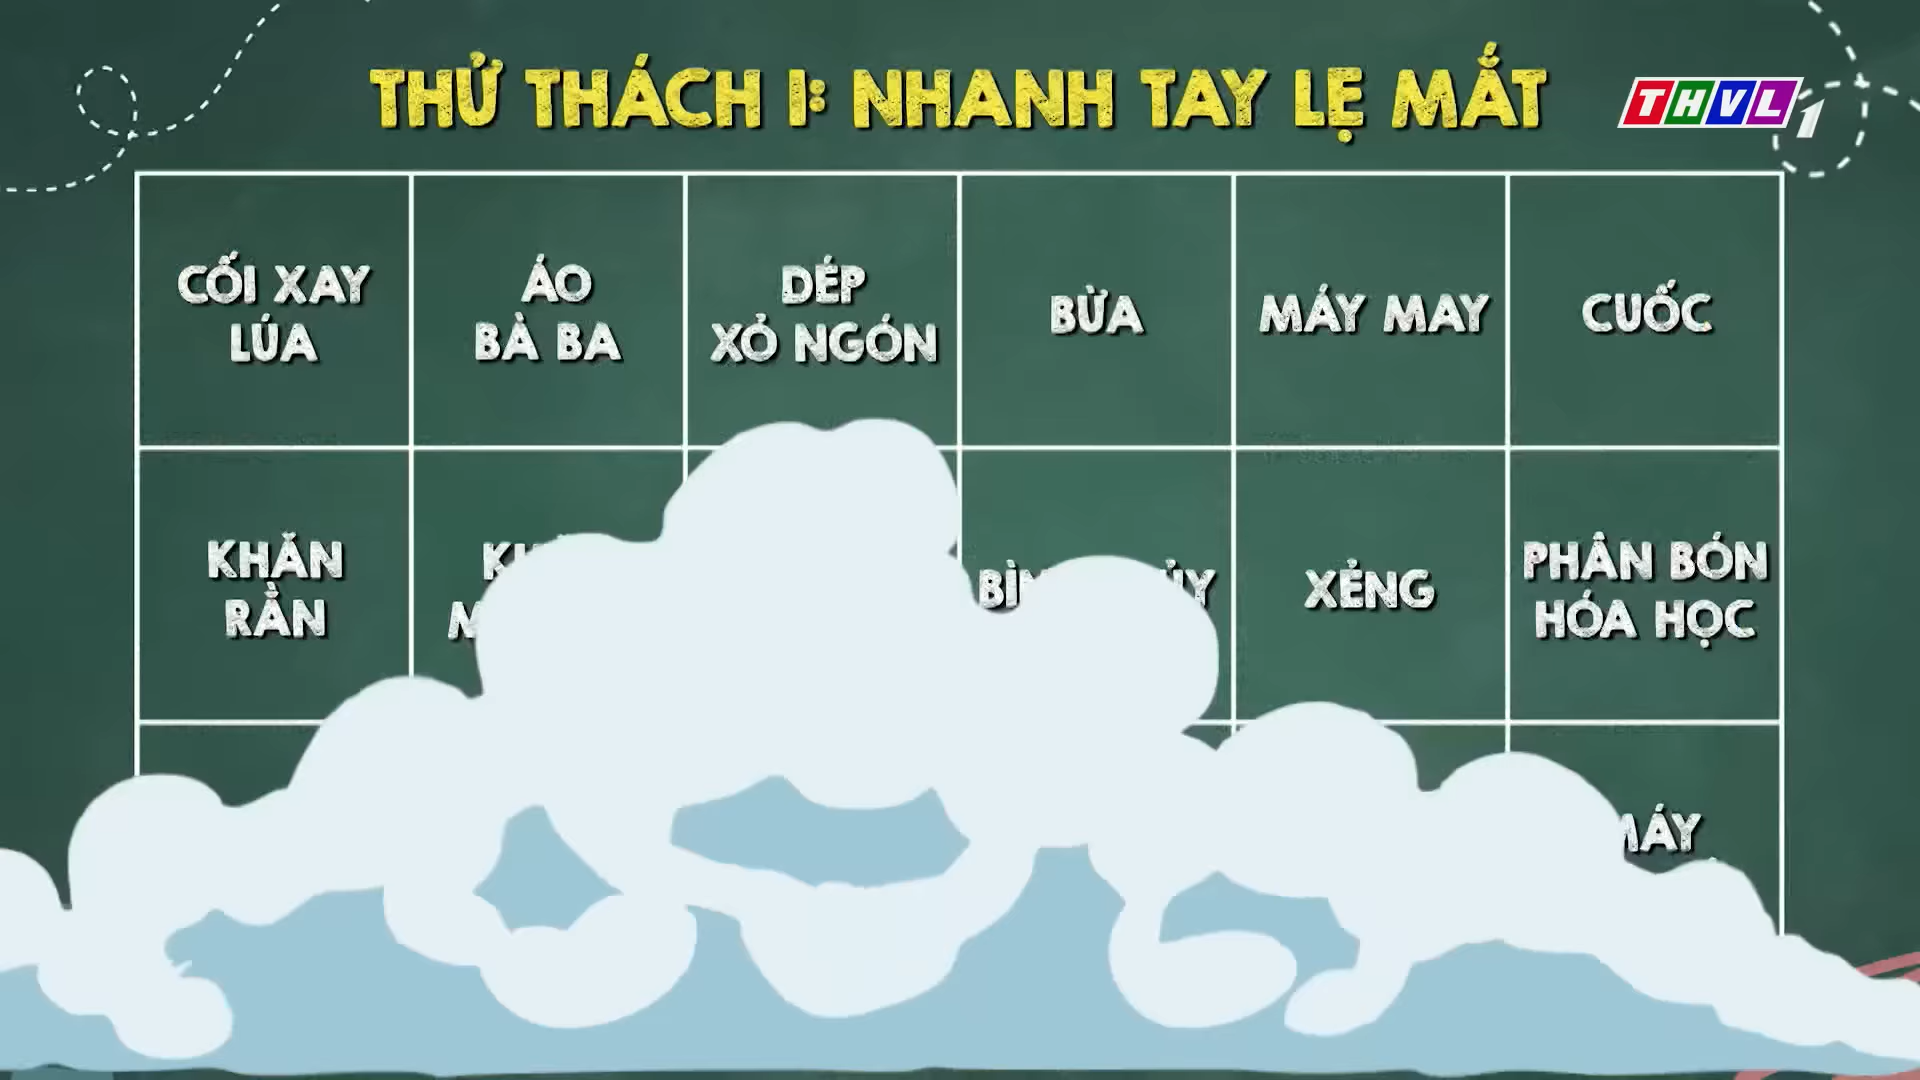 THỬ THÁCH 1: NHANH TAY LẸ MẮT
THVL1
CỐI XAY
LÚA
ÁO
BÀ BA
DÉP
XỎ NGÓN
BỪA
MÁY MAY
CUỐC
KHĂN
RẰN
XẺNG
PHÂN BÓN
HÓA HỌC